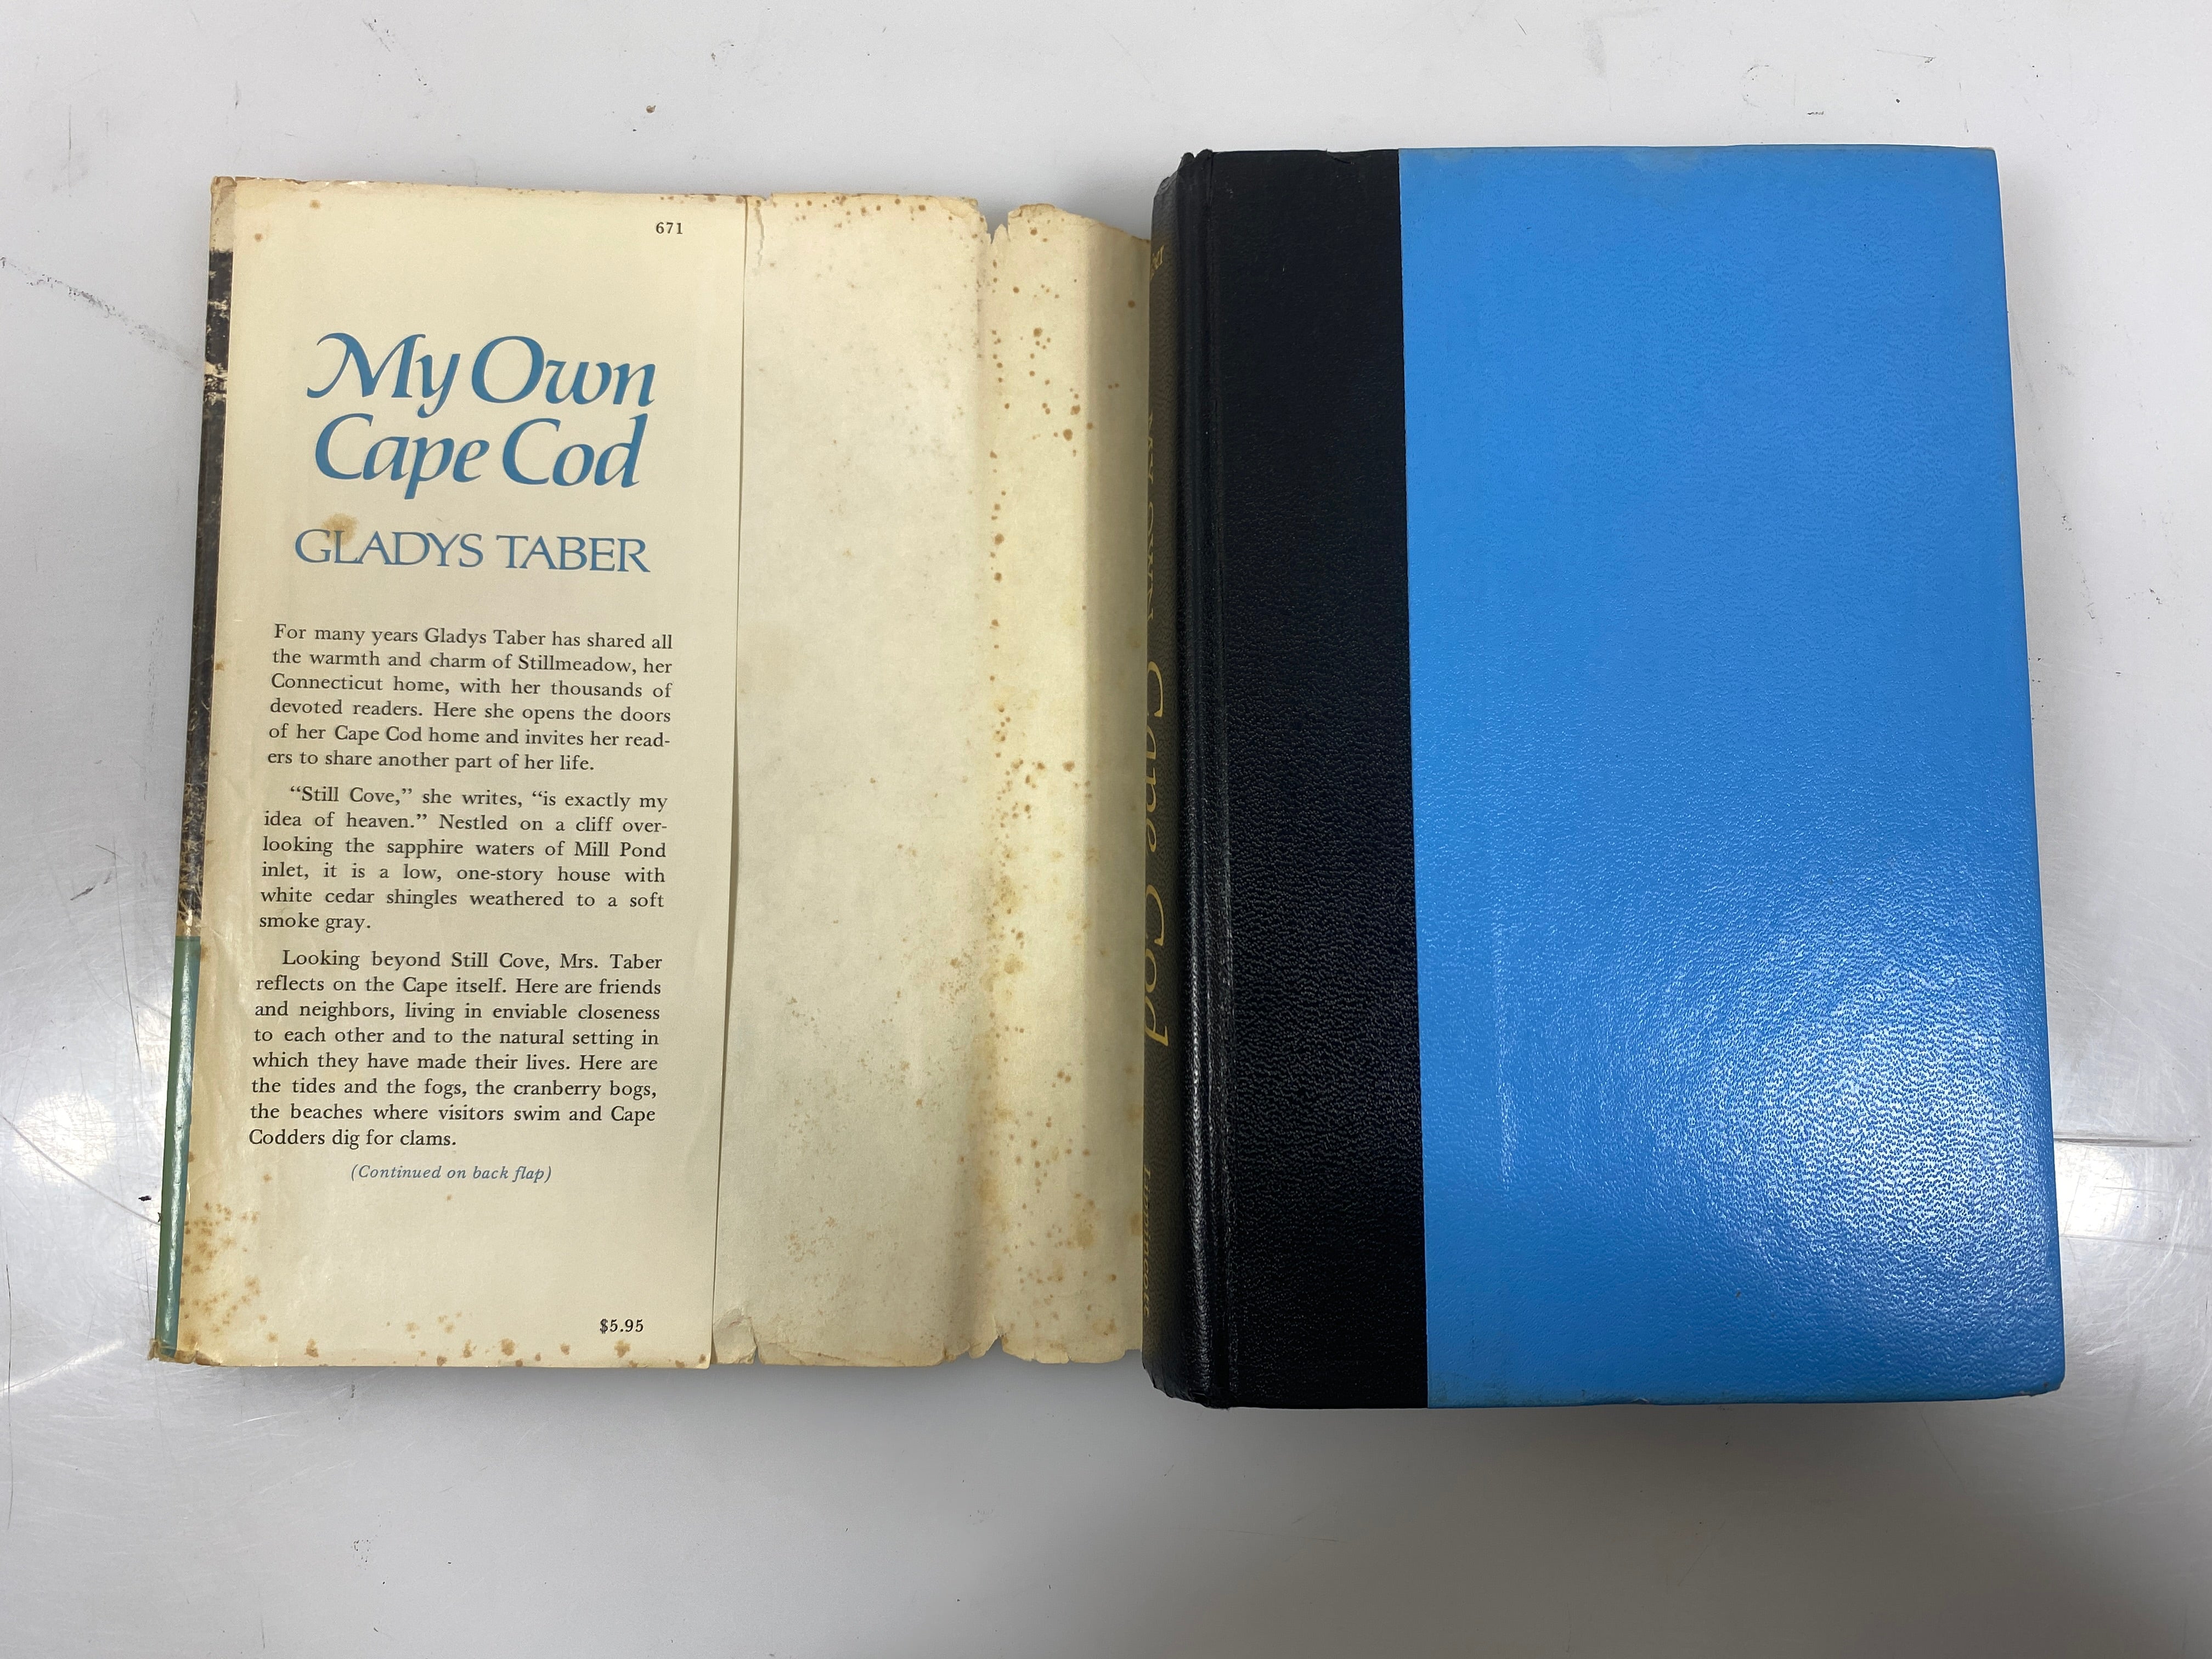 671
My Own
Cape Cod
GLADYS TABER
For many years Gladys Taber has shared all
the warmth and charm of Stillmeadow, her
Connecticut home, with her thousands of
devoted readers. Here she opens the doors
of her Cape Cod home and invites her read-
ers to share another part of her life.
“Still Cove,” she writes, “is exactly my
idea of heaven.” Nestled on a cliff over-
looking the sapphire waters of Mill Pond
inlet, it is a low, one-story house with
white cedar shingles weathered to a soft
smoke gray.
Looking beyond Still Cove, Mrs. Taber
reflects on the Cape itself. Here are friends
and neighbors, living in enviable closeness
to each other and to the natural setting in
which they have made their lives. Here are
the tides and the fogs, the cranberry bogs,
the beaches where visitors swim and Cape
Codders dig for clams.
(Continued on back flap)
$5.95
My Own Cape Cod
Lippincott